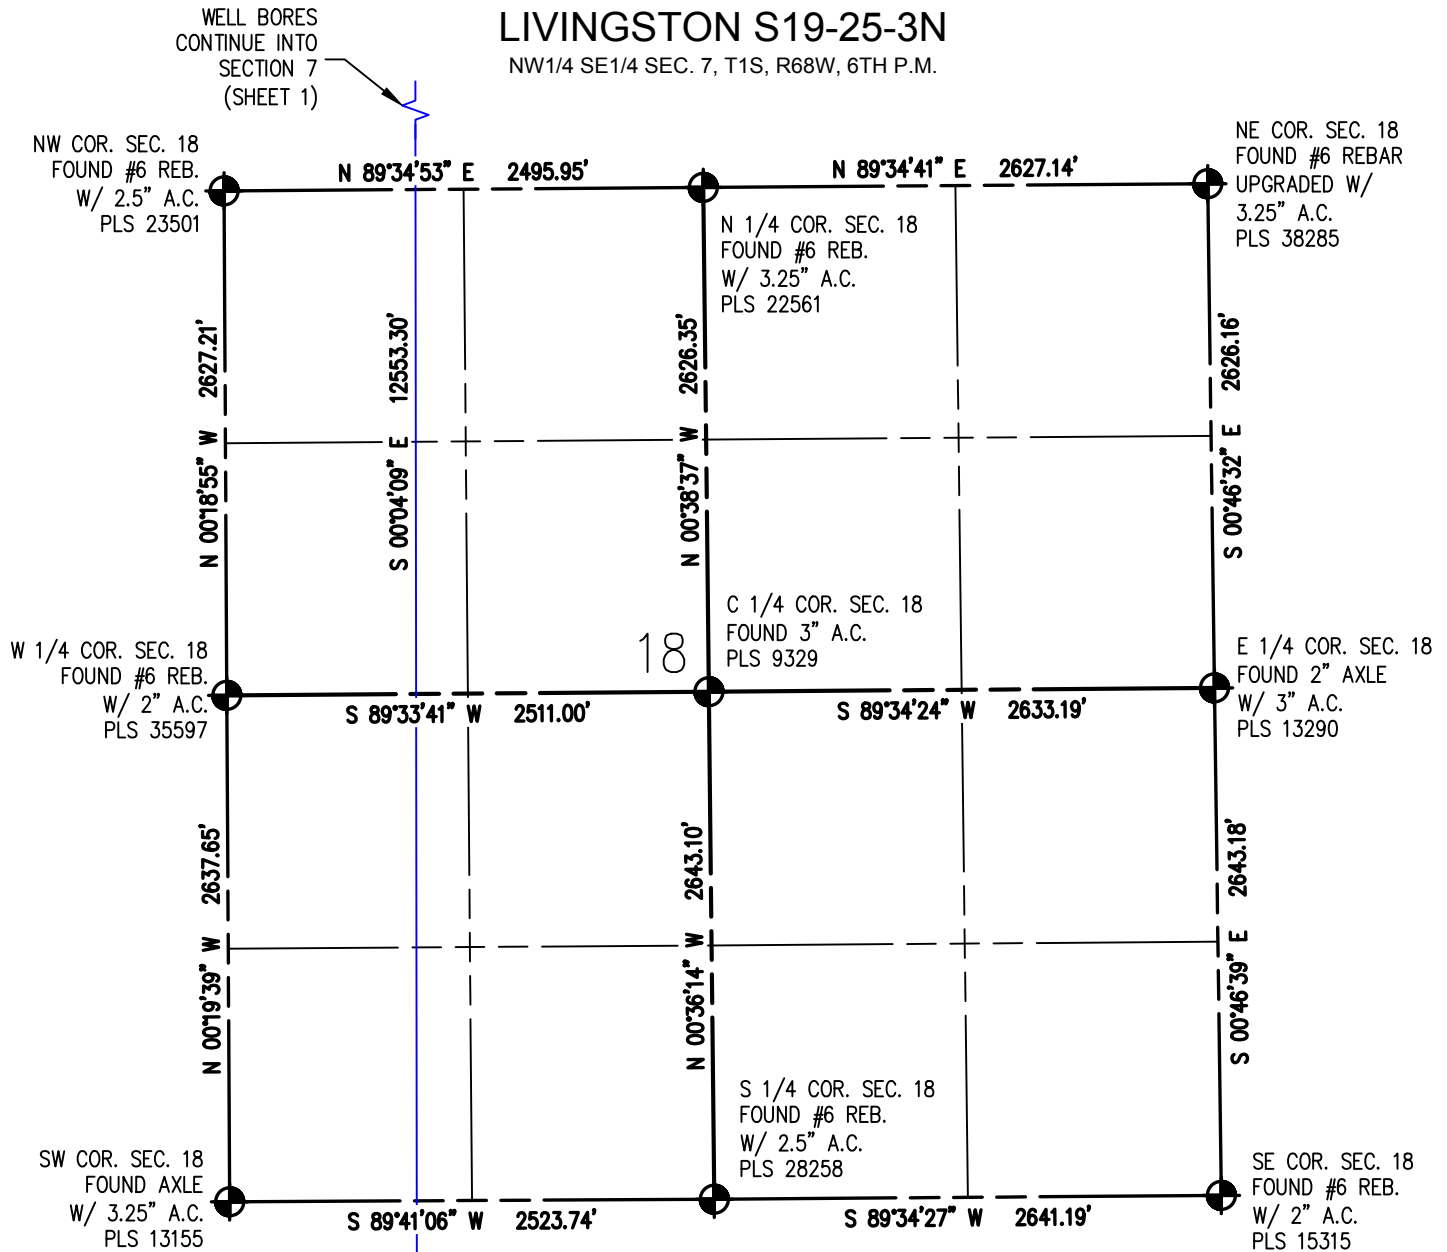 LIVINGSTON S19-25-3N
NW1/4 SE1/4 SEC. 7, T1S, R68W, 6TH P.M.
WELL BORES
CONTINUE INTO
SECTION 7
(SHEET 1)
NW COR. SEC. 18
FOUND #6 REB.
W/ 2.5" A.C.
PLS 23501
N 89°34'53" E 2495.95'
N 89°34'41" E 2627.14'
NE COR. SEC. 18
FOUND #6 REBAR
UPGRADED W/
3.25" A.C.
PLS 38285
N 1/4 COR. SEC. 18
FOUND #6 REB.
W/ 3.25" A.C.
PLS 22561
N 00°18'55" W 2627.21'
S 00°04'09" E 12553.30'
N 00°38'37" W 2626.35'
S 00°46'32" E 2626.16'
W 1/4 COR. SEC. 18
FOUND #6 REB.
W/ 2" A.C.
PLS 35597
18
C 1/4 COR. SEC. 18
FOUND 3" A.C.
PLS 9329
E 1/4 COR. SEC. 18
FOUND 2" AXLE
W/ 3" A.C.
PLS 13290
S 89°33'41" W 2511.00'
S 89°34'24" W 2633.19'
N 00°19'39" W 2637.65'
N 00°36'14" W 2643.10'
S 00°46'39" E 2643.18'
S 1/4 COR. SEC. 18
FOUND #6 REB.
W/ 2.5" A.C.
PLS 28258
SW COR. SEC. 18
FOUND AXLE
W/ 3.25" A.C.
PLS 13155
S 89°41'06" W 2523.74'
S 89°34'27" W 2641.19'
SE COR. SEC. 18
FOUND #6 REB.
W/ 2" A.C.
PLS 15315